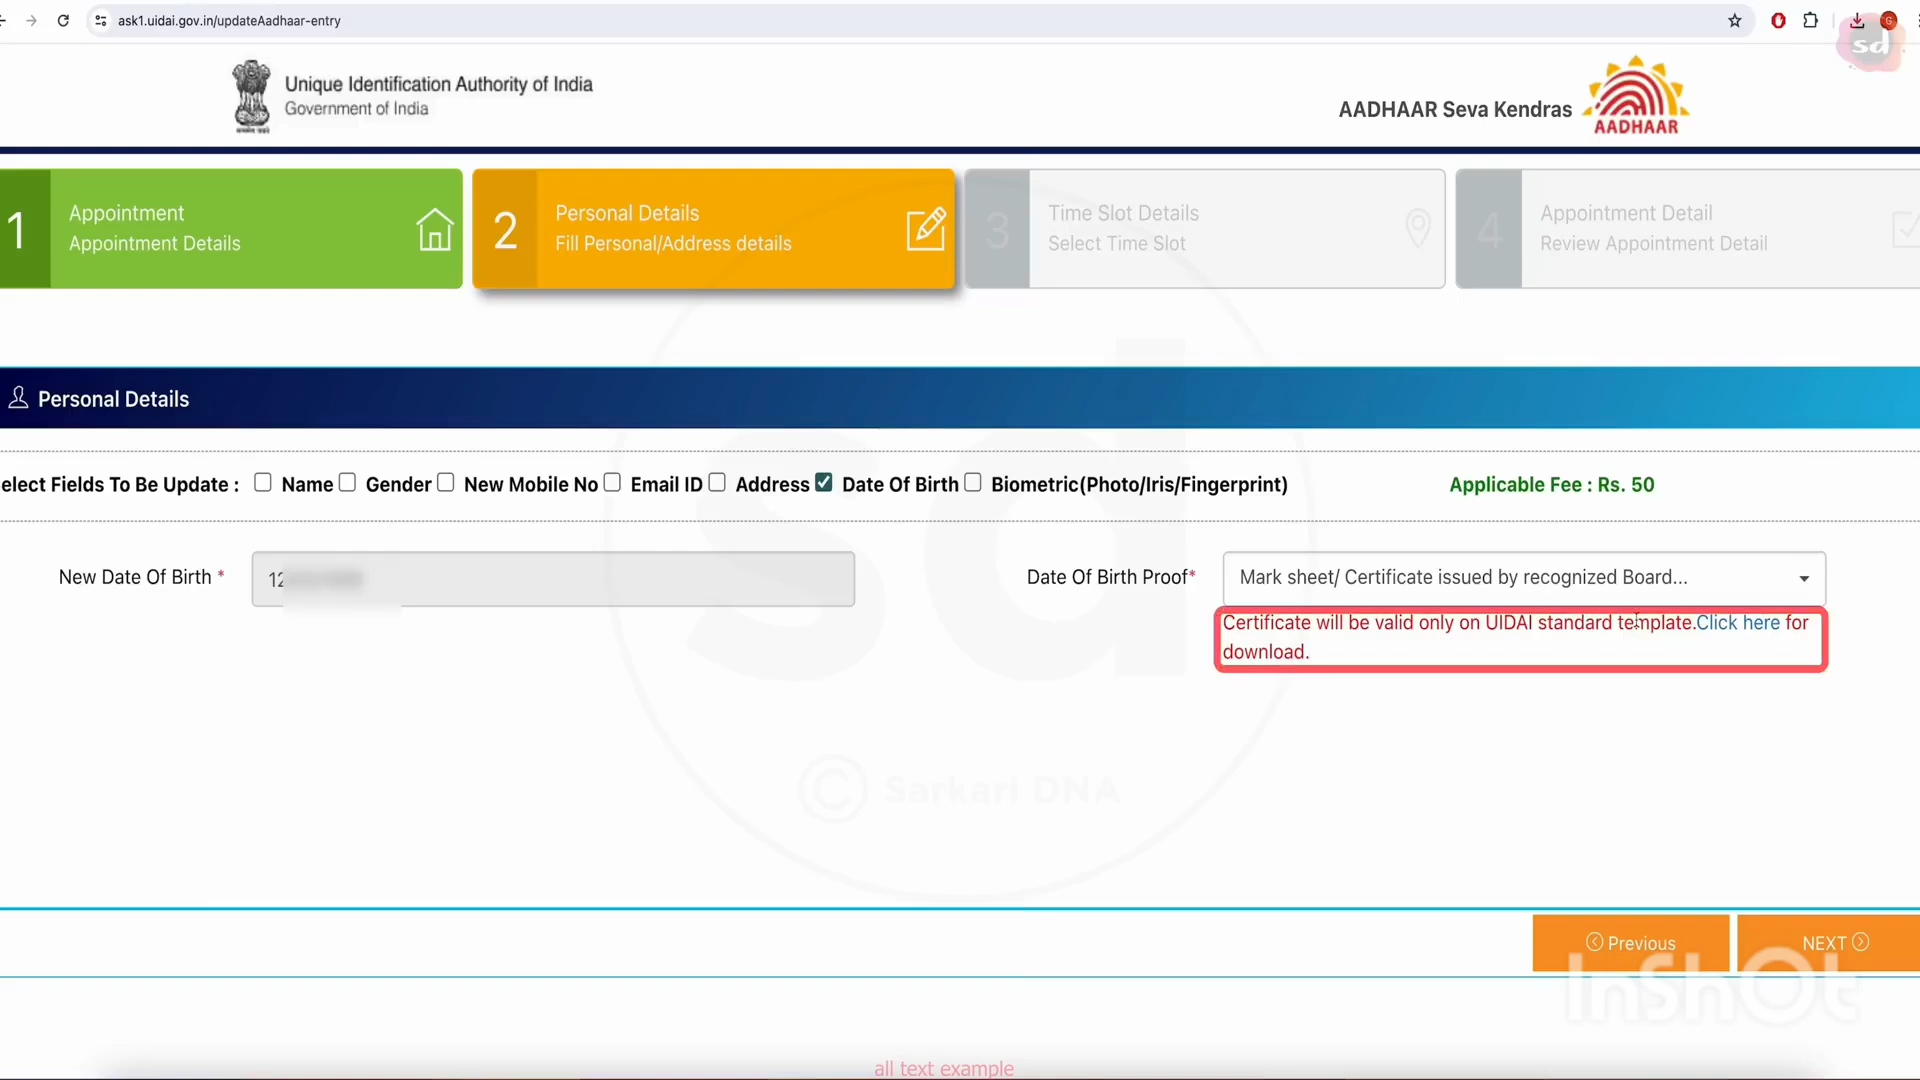 ask1.uidai.gov.in/updateAadhaar-entry
sd
Unique Identification Authority of India
Government of India
AADHAAR Seva Kendras
AADHAAR
1
Appointment
Appointment Details
2
Personal Details
Fill Personal/Address details
3
Time Slot Details
Select Time Slot
4
Appointment Detail
Review Appointment Detail
Personal Details
elect Fields To Be Update : Name Gender New Mobile No Email ID Address Date Of Birth Biometric(Photo/Iris/Fingerprint) Applicable Fee : Rs. 50
New Date Of Birth * 12
Date Of Birth Proof* Mark sheet/ Certificate issued by recognized Board...
Certificate will be valid only on UIDAI standard template.Click here for
download.
sd
© Sarkari DNA
Previous NEXT
InShOt
all text example